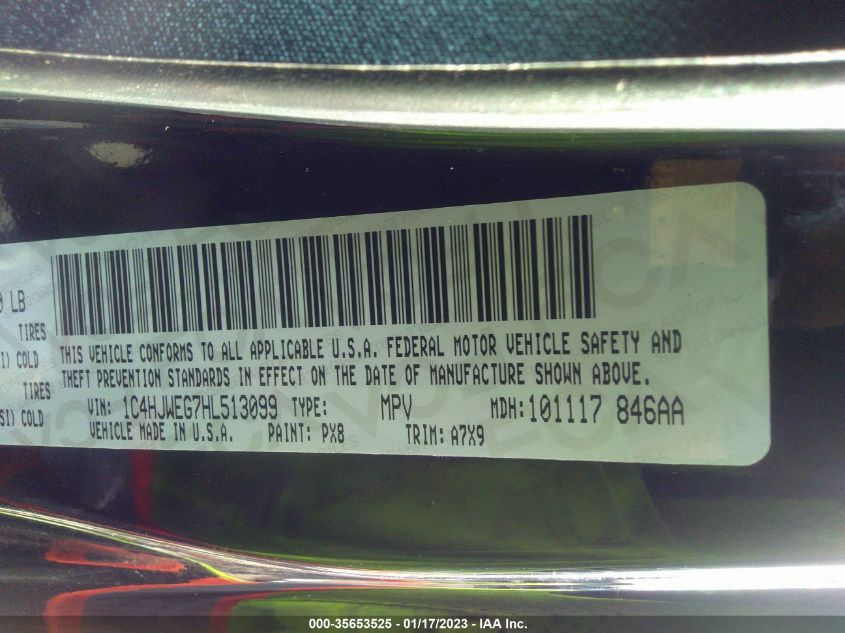 0 LB
TIRES
SI) COLD
TIRES
SI) COLD
THIS VEHICLE CONFORMS TO ALL APPLICABLE U.S.A. FEDERAL MOTOR VEHICLE SAFETY AND
THEFT PREVENTION STANDARDS IN EFFECT ON THE DATE OF MANUFACTURE SHOWN ABOVE.
VIN: 1C4HJWEG7HL513099 TYPE: MPV MDH: 101117 846AA
VEHICLE MADE IN U.S.A. PAINT: PX8 TRIM: A7X9
000-35653525 - 01/17/2023 - IAA Inc.